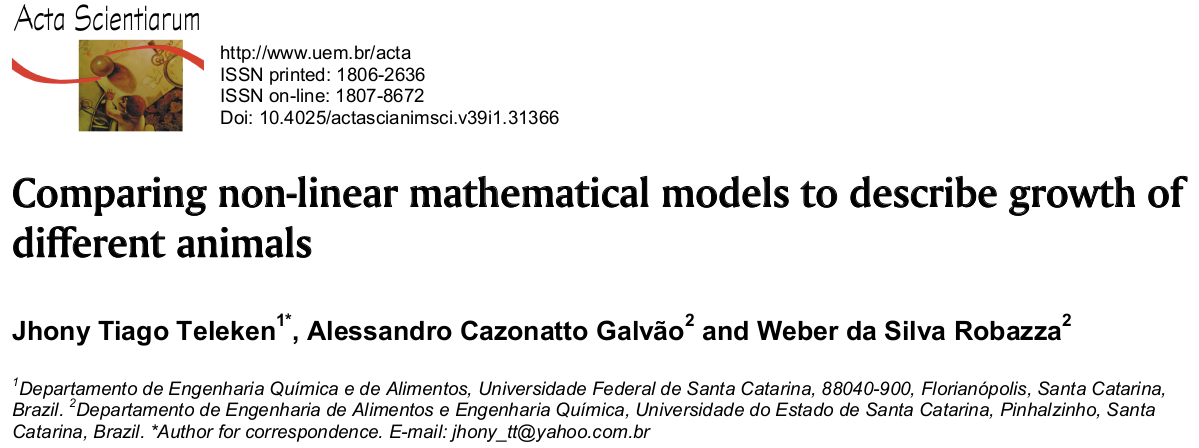 Acta Scientiarum
http://www.uem.br/acta
ISSN printed: 1806-2636
ISSN on-line: 1807-8672
Doi: 10.4025/actascianimsci.v39i1.31366
Comparing non-linear mathematical models to describe growth of
different animals
Jhony Tiago Teleken1*, Alessandro Cazonatto Galvão2 and Weber da Silva Robazza2
1Departamento de Engenharia Química e de Alimentos, Universidade Federal de Santa Catarina, 88040-900, Florianópolis, Santa Catarina,
Brazil. 2Departamento de Engenharia de Alimentos e Engenharia Química, Universidade do Estado de Santa Catarina, Pinhalzinho, Santa
Catarina, Brazil. *Author for correspondence. E-mail: jhony_tt@yahoo.com.br